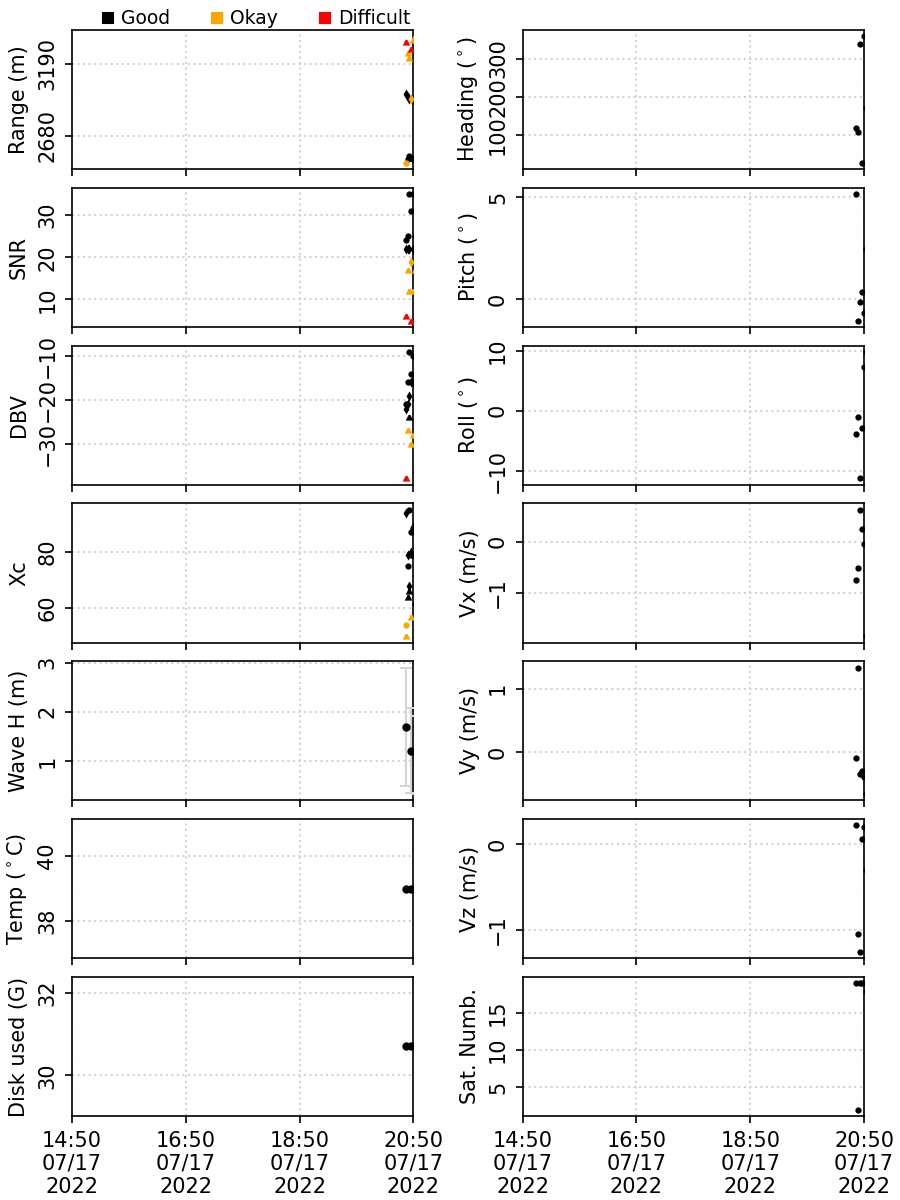 Good Okay Difficult
Range (m) 3190 2680
Heading (°) 300 200 100
SNR 30 20 10
Pitch (°) 5 0
DBV −10 −20 −30
Roll (°) 10 0 −10
Xc 80 60
Vx (m/s) 0 −1
Wave H (m) 3 2 1
Vy (m/s) 1 0
Temp (°C) 40 38
Vz (m/s) 0 −1
Disk used (G) 32 30
Sat. Numb. 15 10 5
14:50 16:50 18:50 20:50 14:50 16:50 18:50 20:50
07/17 07/17 07/17 07/17 07/17 07/17 07/17 07/17
2022 2022 2022 2022 2022 2022 2022 2022